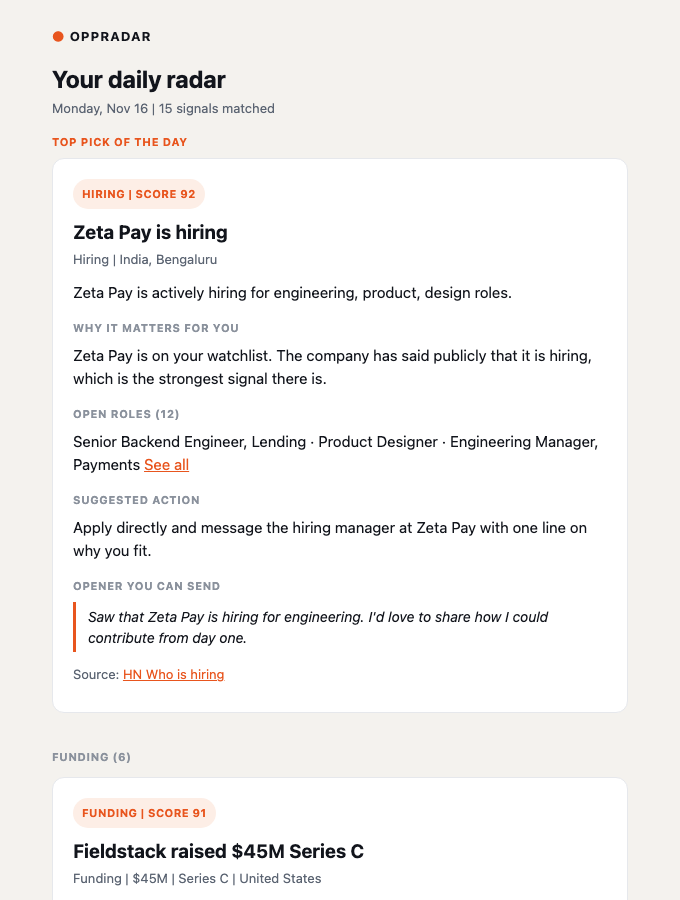 OPPRADAR
Your daily radar
Monday, Nov 16 | 15 signals matched
TOP PICK OF THE DAY
HIRING | SCORE 92
Zeta Pay is hiring
Hiring | India, Bengaluru
Zeta Pay is actively hiring for engineering, product, design roles.
WHY IT MATTERS FOR YOU
Zeta Pay is on your watchlist. The company has said publicly that it is hiring,
which is the strongest signal there is.
OPEN ROLES (12)
Senior Backend Engineer, Lending · Product Designer · Engineering Manager,
Payments See all
SUGGESTED ACTION
Apply directly and message the hiring manager at Zeta Pay with one line on
why you fit.
OPENER YOU CAN SEND
Saw that Zeta Pay is hiring for engineering. I'd love to share how I could
contribute from day one.
Source: HN Who is hiring
FUNDING (6)
FUNDING | SCORE 91
Fieldstack raised $45M Series C
Funding | $45M | Series C | United States